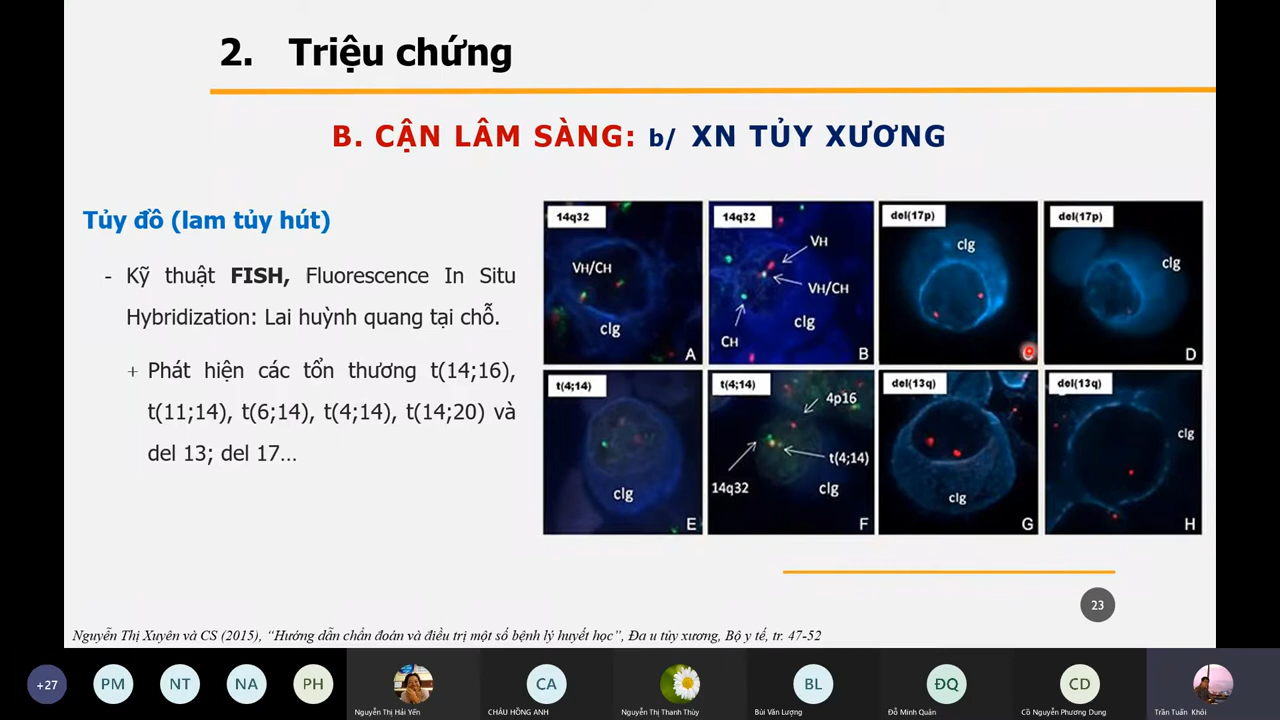 2. Triệu chứng
B. CẬN LÂM SÀNG: b/ XN TỦY XƯƠNG
Tủy đồ (lam tủy hút)
- Kỹ thuật FISH, Fluorescence In Situ
Hybridization: Lai huỳnh quang tại chỗ.
+ Phát hiện các tổn thương t(14;16),
t(11;14), t(6;14), t(4;14), t(14;20) và
del 13; del 17...
14q32
VH/CH
clg
A
14q32
VH
VH/CH
clg
CH
B
del(17p)
clg
del(17p)
clg
D
t(4;14)
clg
E
t(4;14)
4p16
t(4;14)
14q32
clg
F
del(13q)
clg
G
del(13q)
clg
H
23
Nguyễn Thị Xuyên và CS (2015), “Hướng dẫn chẩn đoán và điều trị một số bệnh lý huyết học”, Đa u tủy xương, Bộ y tế, tr. 47-52
+27
PM
NT
NA
PH
Nguyễn Thị Hải Yến
CA
CHÂU HỒNG ANH
Nguyễn Thị Thanh Thùy
BL
Bùi Văn Lượng
ĐQ
Đỗ Minh Quân
CD
Cô Nguyễn Phương Dung
Trần Tuấn Khôi